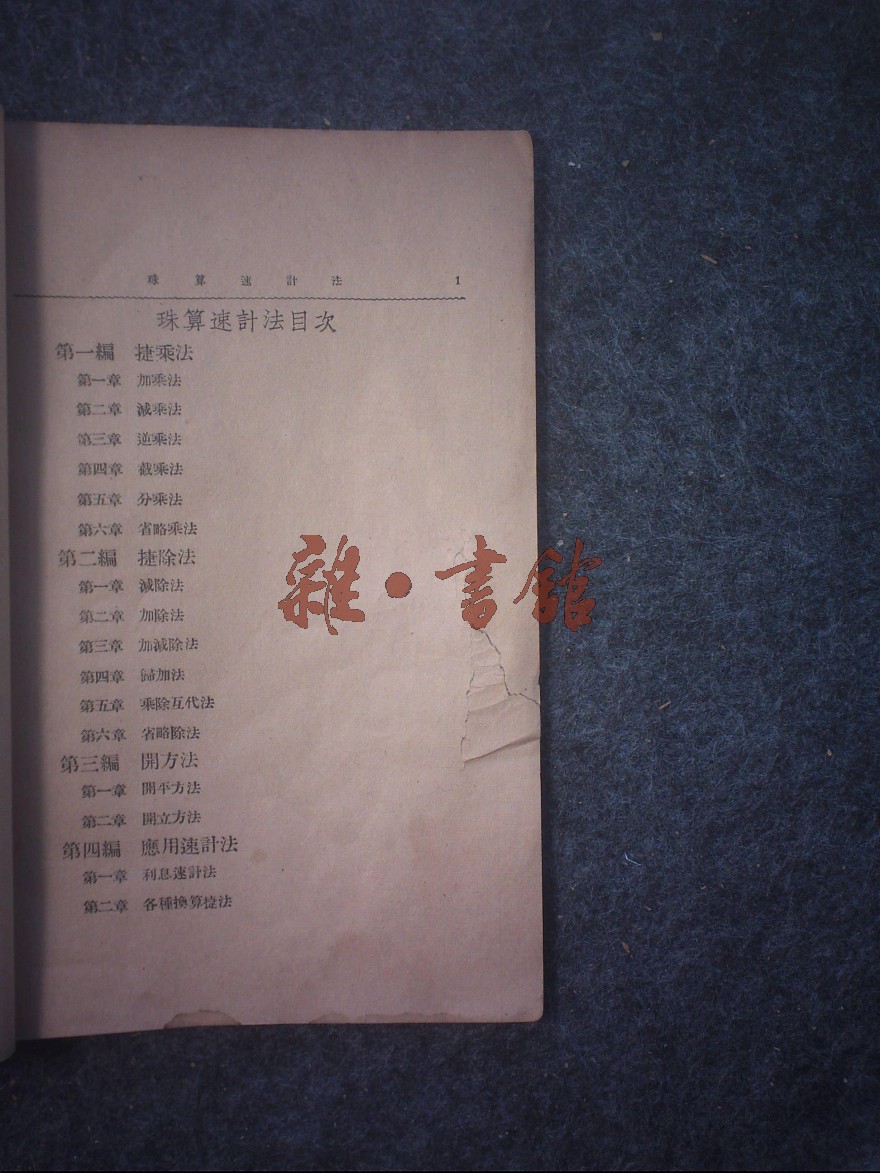 珠算速計法 1
珠算速計法目次
第一編 捷乘法
第一章 加乘法
第二章 減乘法
第三章 逆乘法
第四章 截乘法
第五章 分乘法
第六章 省略乘法
第二編 捷除法
第一章 減除法
第二章 加除法
第三章 加減除法
第四章 歸加法
第五章 乘除互代法
第六章 省略除法
第三編 開方法
第一章 開平方法
第二章 開立方法
第四編 應用速計法
第一章 利息速計法
第二章 各種換算捷法
雜·書館